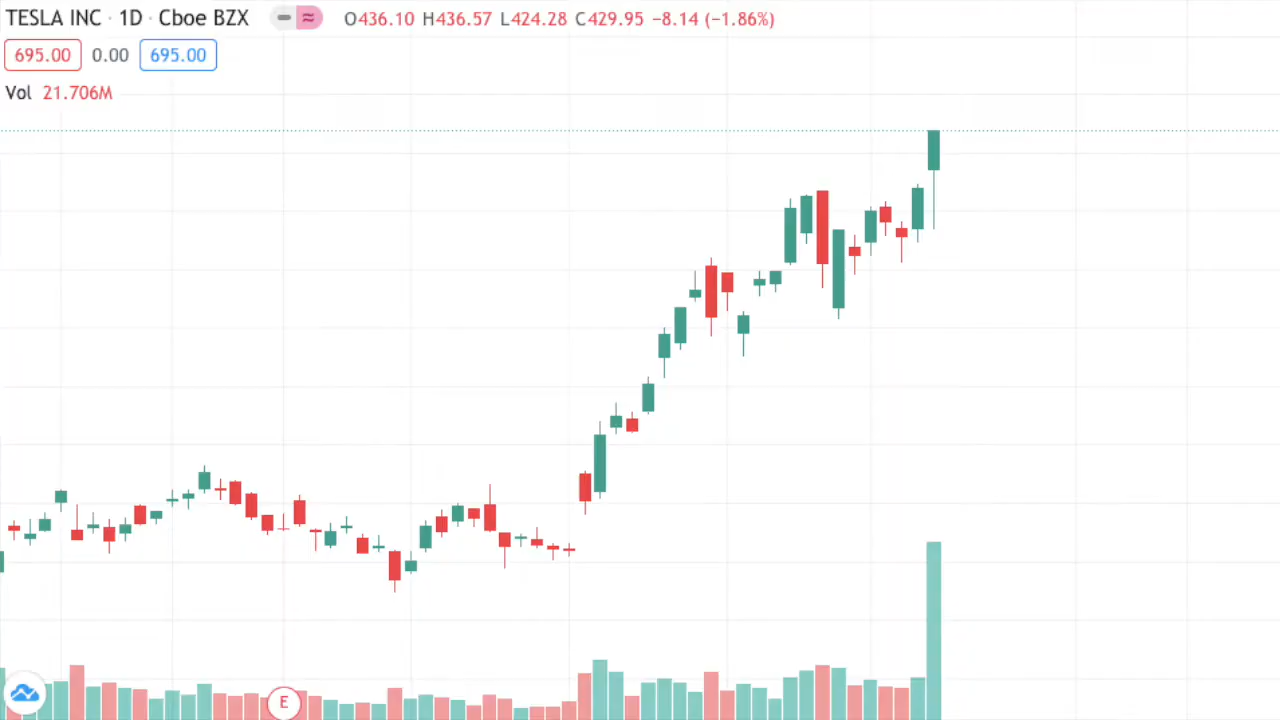 TESLA INC · 1D · Cboe BZX O436.10 H436.57 L424.28 C429.95 −8.14 (−1.86%)
695.00 0.00 695.00
Vol 21.706M
E